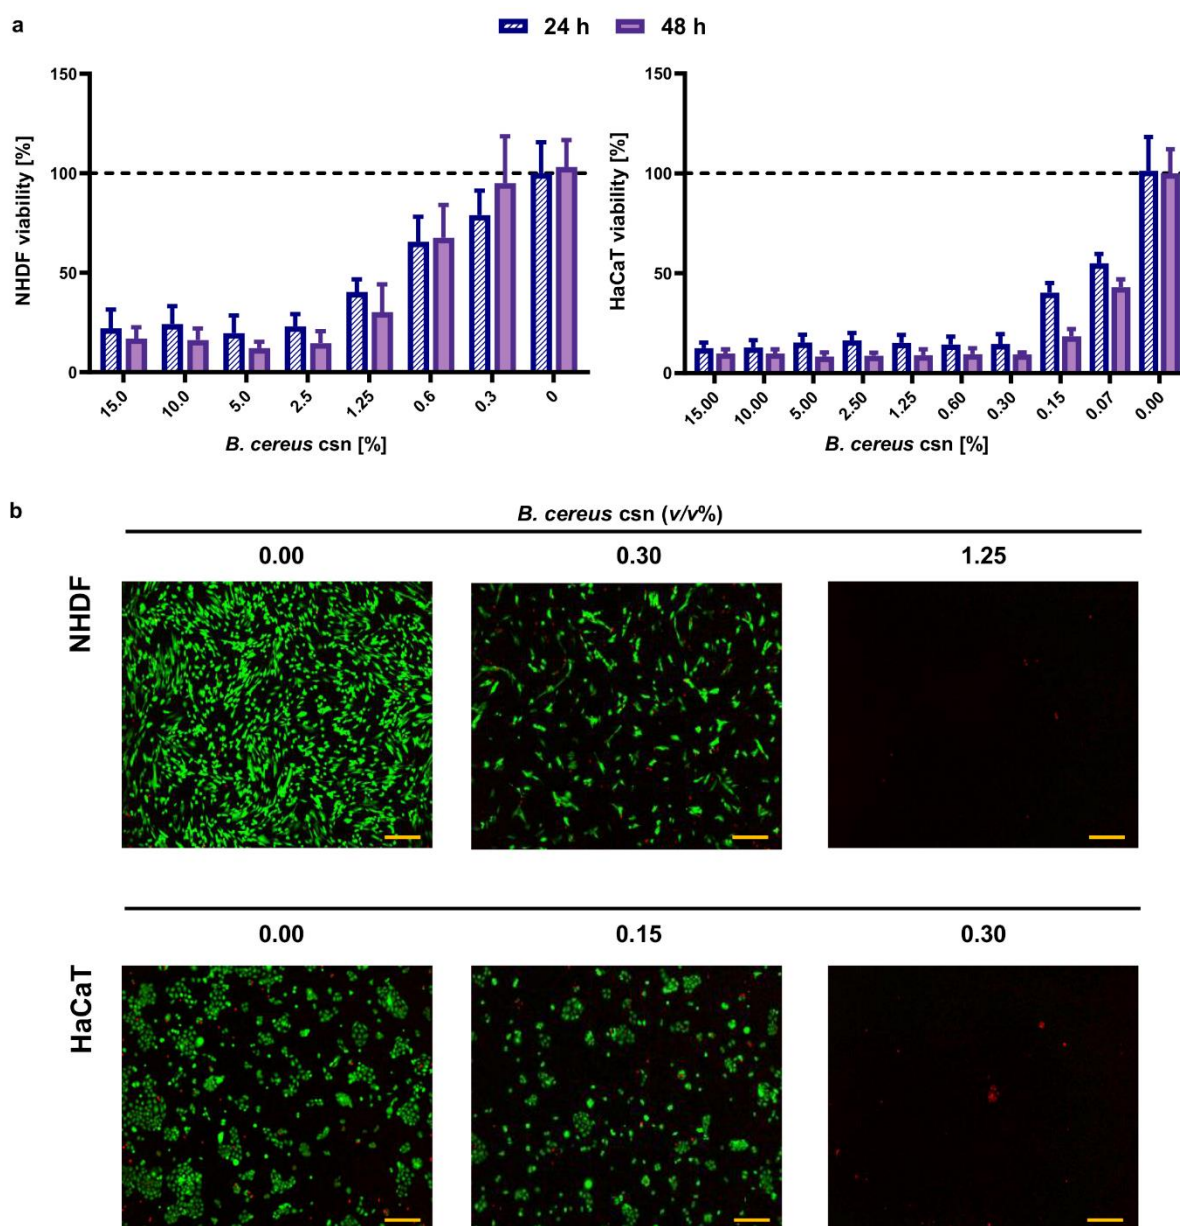 a
24 h 48 h
NHDF viability [%]
150
100
50
0
15.0 10.0 5.0 2.5 1.25 0.6 0.3 0
B. cereus csn [%]
HaCaT viability [%]
150
100
50
0
15.00 10.00 5.00 2.50 1.25 0.60 0.30 0.15 0.07 0.00
B. cereus csn [%]
b
B. cereus csn (v/v%)
0.00 0.30 1.25
NHDF
0.00 0.15 0.30
HaCaT